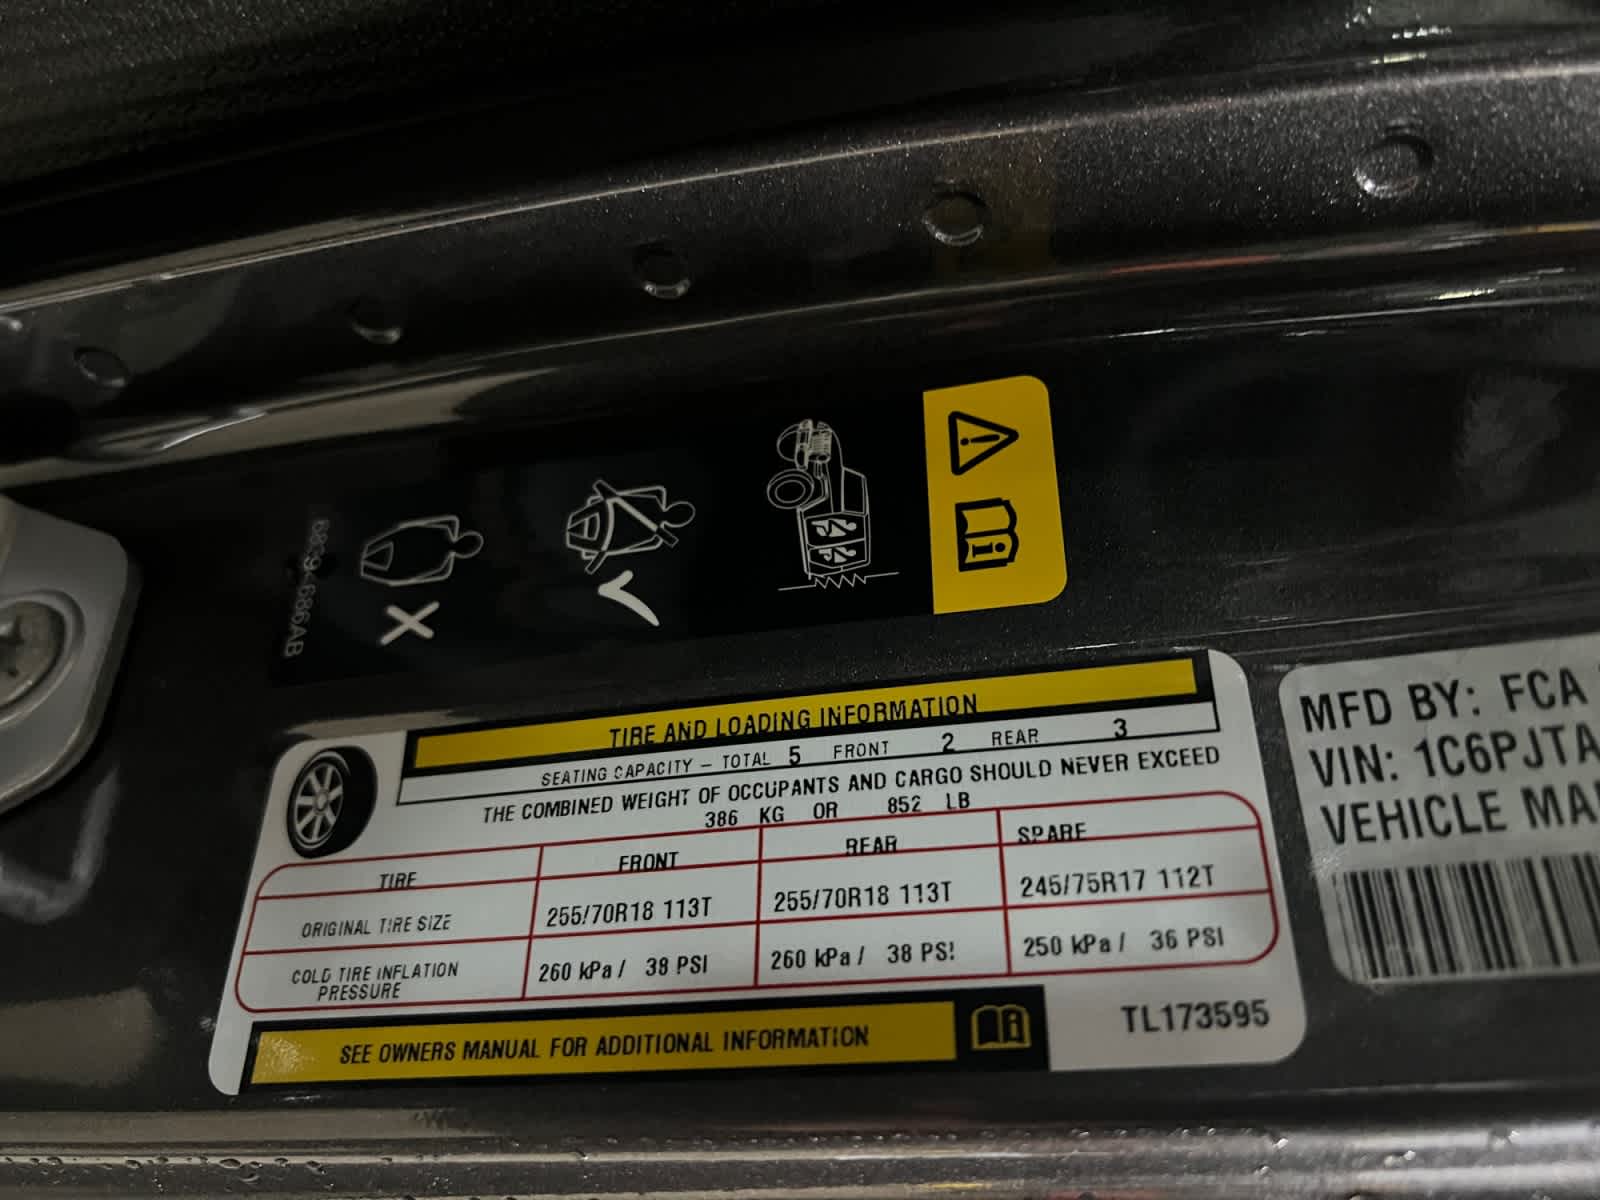 68294686AB
TIRE AND LOADING INFORMATION
SEATING CAPACITY – TOTAL 5 FRONT 2 REAR 3
THE COMBINED WEIGHT OF OCCUPANTS AND CARGO SHOULD NEVER EXCEED
386 KG OR 852 LB
TIRE FRONT REAR SPARE
ORIGINAL TIRE SIZE 255/70R18 113T 255/70R18 113T 245/75R17 112T
COLD TIRE INFLATION
PRESSURE 260 kPa / 38 PSI 260 kPa / 38 PSI 250 kPa / 36 PSI
SEE OWNERS MANUAL FOR ADDITIONAL INFORMATION
TL173595
MFD BY: FCA
VIN: 1C6PJTA
VEHICLE MA